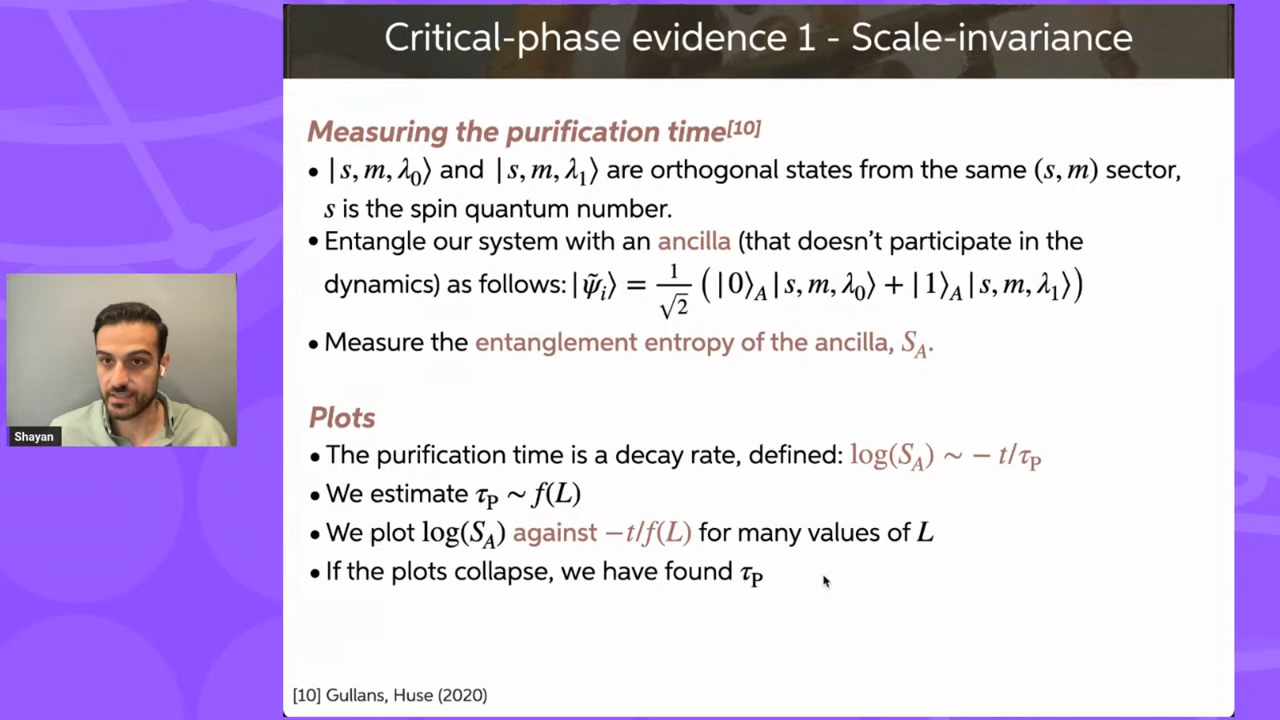 Critical-phase evidence 1 - Scale-invariance
Measuring the purification time[10]
• |s, m, λ₀⟩ and |s, m, λ₁⟩ are orthogonal states from the same (s, m) sector,
s is the spin quantum number.
• Entangle our system with an ancilla (that doesn't participate in the
dynamics) as follows: |ψ̃ᵢ⟩ = 1/√2 (|0⟩_A |s, m, λ₀⟩ + |1⟩_A |s, m, λ₁⟩)
• Measure the entanglement entropy of the ancilla, S_A.
Shayan
Plots
• The purification time is a decay rate, defined: log(S_A) ~ − t/τ_P
• We estimate τ_P ~ f(L)
• We plot log(S_A) against −t/f(L) for many values of L
• If the plots collapse, we have found τ_P
[10] Gullans, Huse (2020)